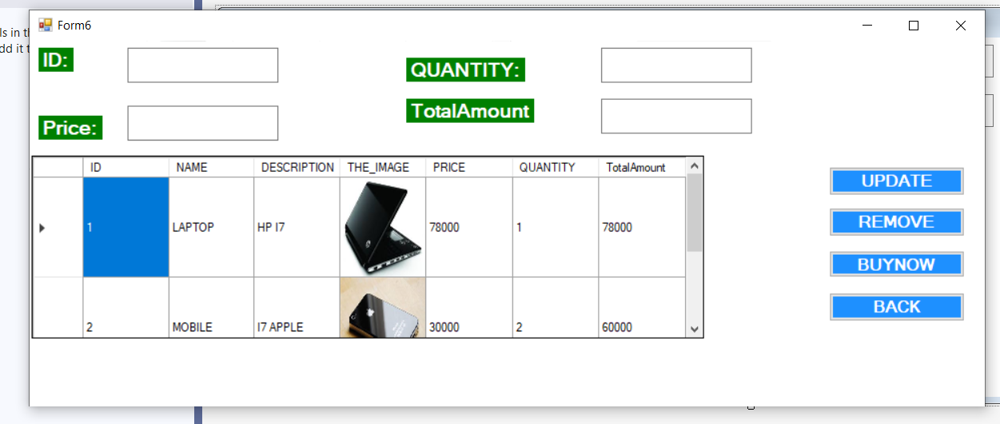 Form6
ls in t
dd it t
ID:
QUANTITY:
Price:
TotalAmount
ID NAME DESCRIPTION THE_IMAGE PRICE QUANTITY TotalAmount
1 LAPTOP HP I7 78000 1 78000
2 MOBILE I7 APPLE 30000 2 60000
UPDATE
REMOVE
BUYNOW
BACK